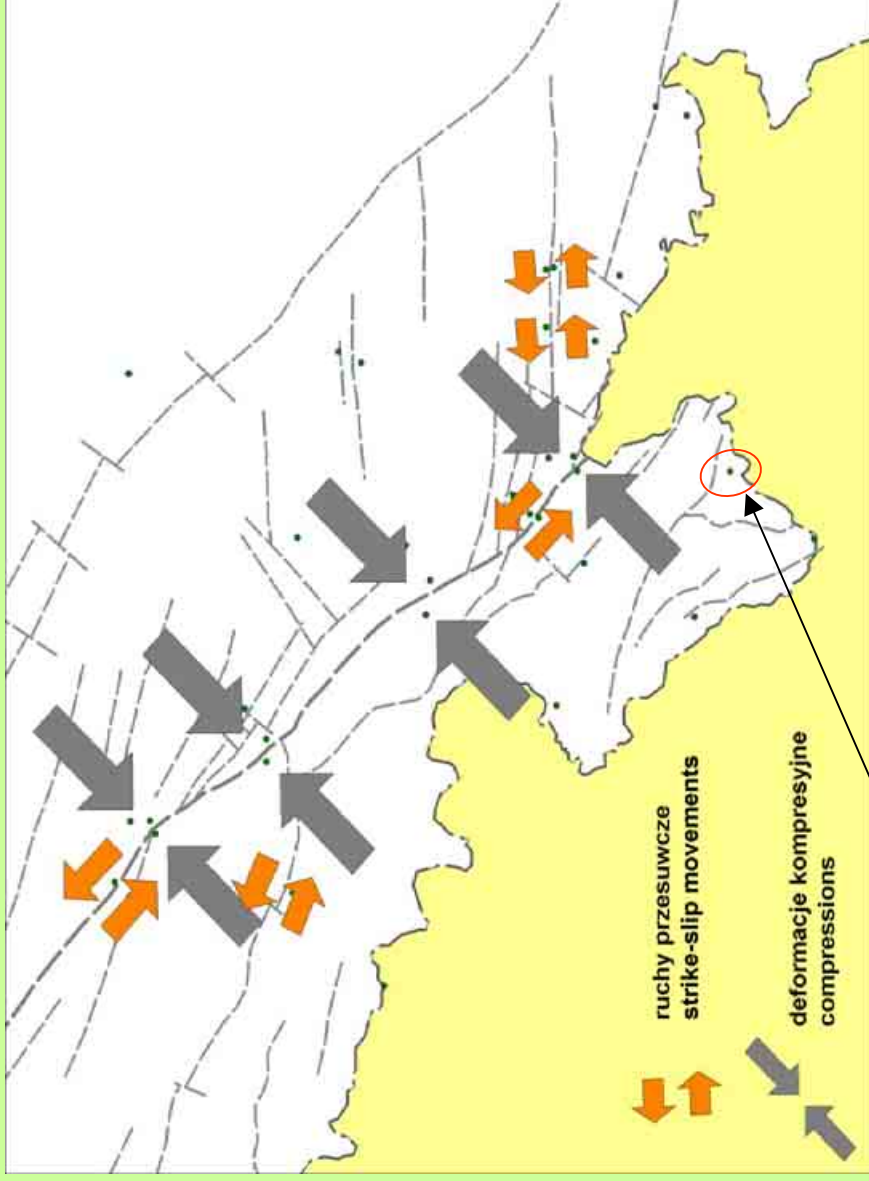 ruchy przesuwcze
strike-slip movements
deformacje kompresyjne
compressions